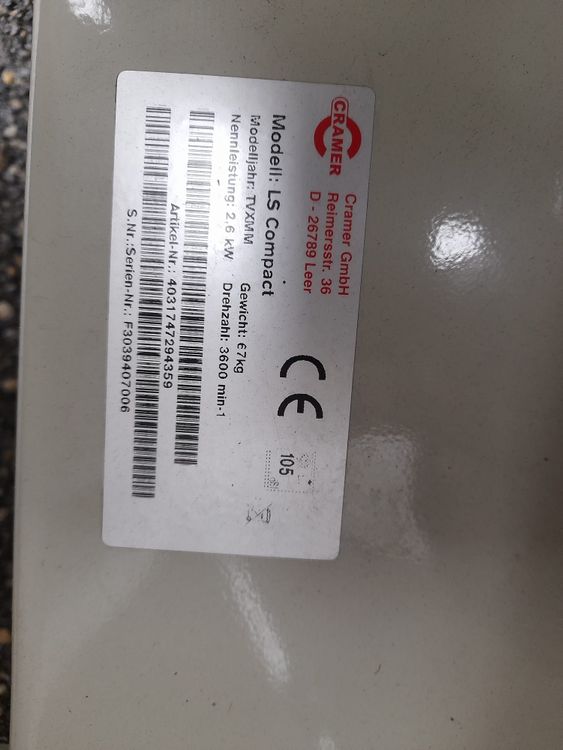 CRAMER
Cramer GmbH
Reimersstr. 36
D - 26789 Leer
Modell: LS Compact
Modelljahr: TVXMM
Gewicht: 67kg
Nennleistung: 2,6 kW
Drehzahl: 3600 min-1
CE
105
Artikel-Nr.: 4031747294359
S.Nr.:Serien-Nr.: F3039407006